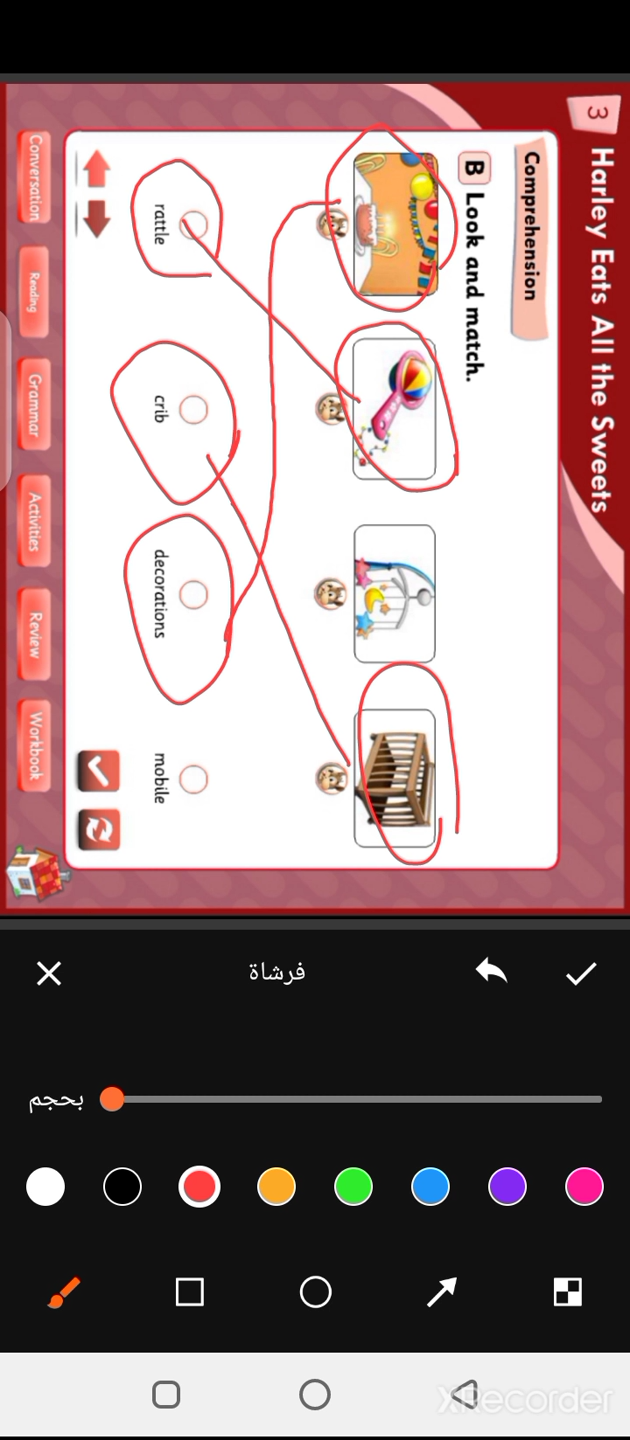 3
Harley Eats All the Sweets
Comprehension
B Look and match.
rattle
crib
decorations
mobile
Conversation
Reading
Grammar
Activities
Review
Workbook
فرشاة
بحجم
XRecorder